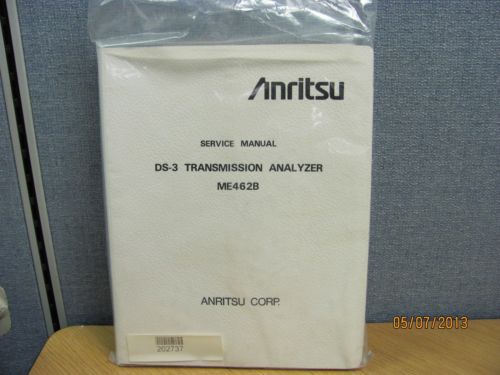 Anritsu
SERVICE MANUAL
DS-3 TRANSMISSION ANALYZER
ME462B
ANRITSU CORP.
202737
05/07/2013